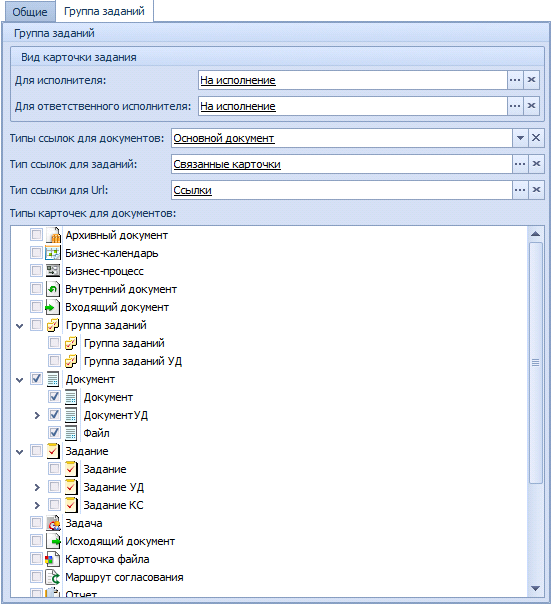 Общие Группа заданий
Группа заданий
Вид карточки задания
Для исполнителя: На исполнение
Для ответственного исполнителя: На исполнение
Типы ссылок для документов: Основной документ
Тип ссылок для заданий: Связанные карточки
Тип ссылки для Url: Ссылки
Типы карточек для документов:
Архивный документ
Бизнес-календарь
Бизнес-процесс
Внутренний документ
Входящий документ
Группа заданий
Группа заданий
Группа заданий УД
Документ
Документ
ДокументУД
Файл
Задание
Задание
Задание УД
Задание КС
Задача
Исходящий документ
Карточка файла
Маршрут согласования
Отчет